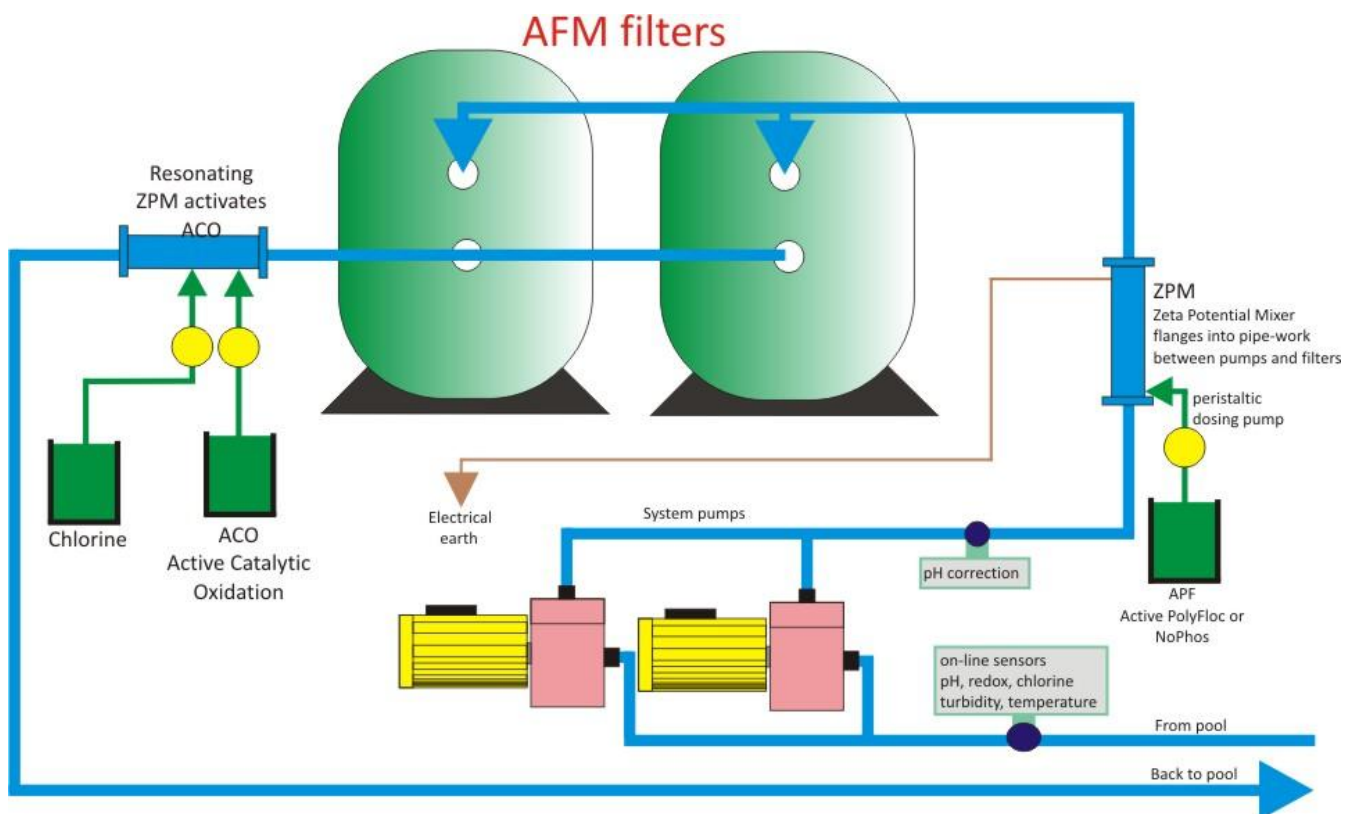 AFM filters
Resonating
ZPM activates
ACO
ZPM
Zeta Potential Mixer
flanges into pipe-work
between pumps and filters
peristaltic
dosing pump
Chlorine
ACO
Active Catalytic
Oxidation
Electrical
earth
System pumps
pH correction
APF
Active PolyFloc or
NoPhos
on-line sensors
pH, redox, chlorine
turbidity, temperature
From pool
Back to pool